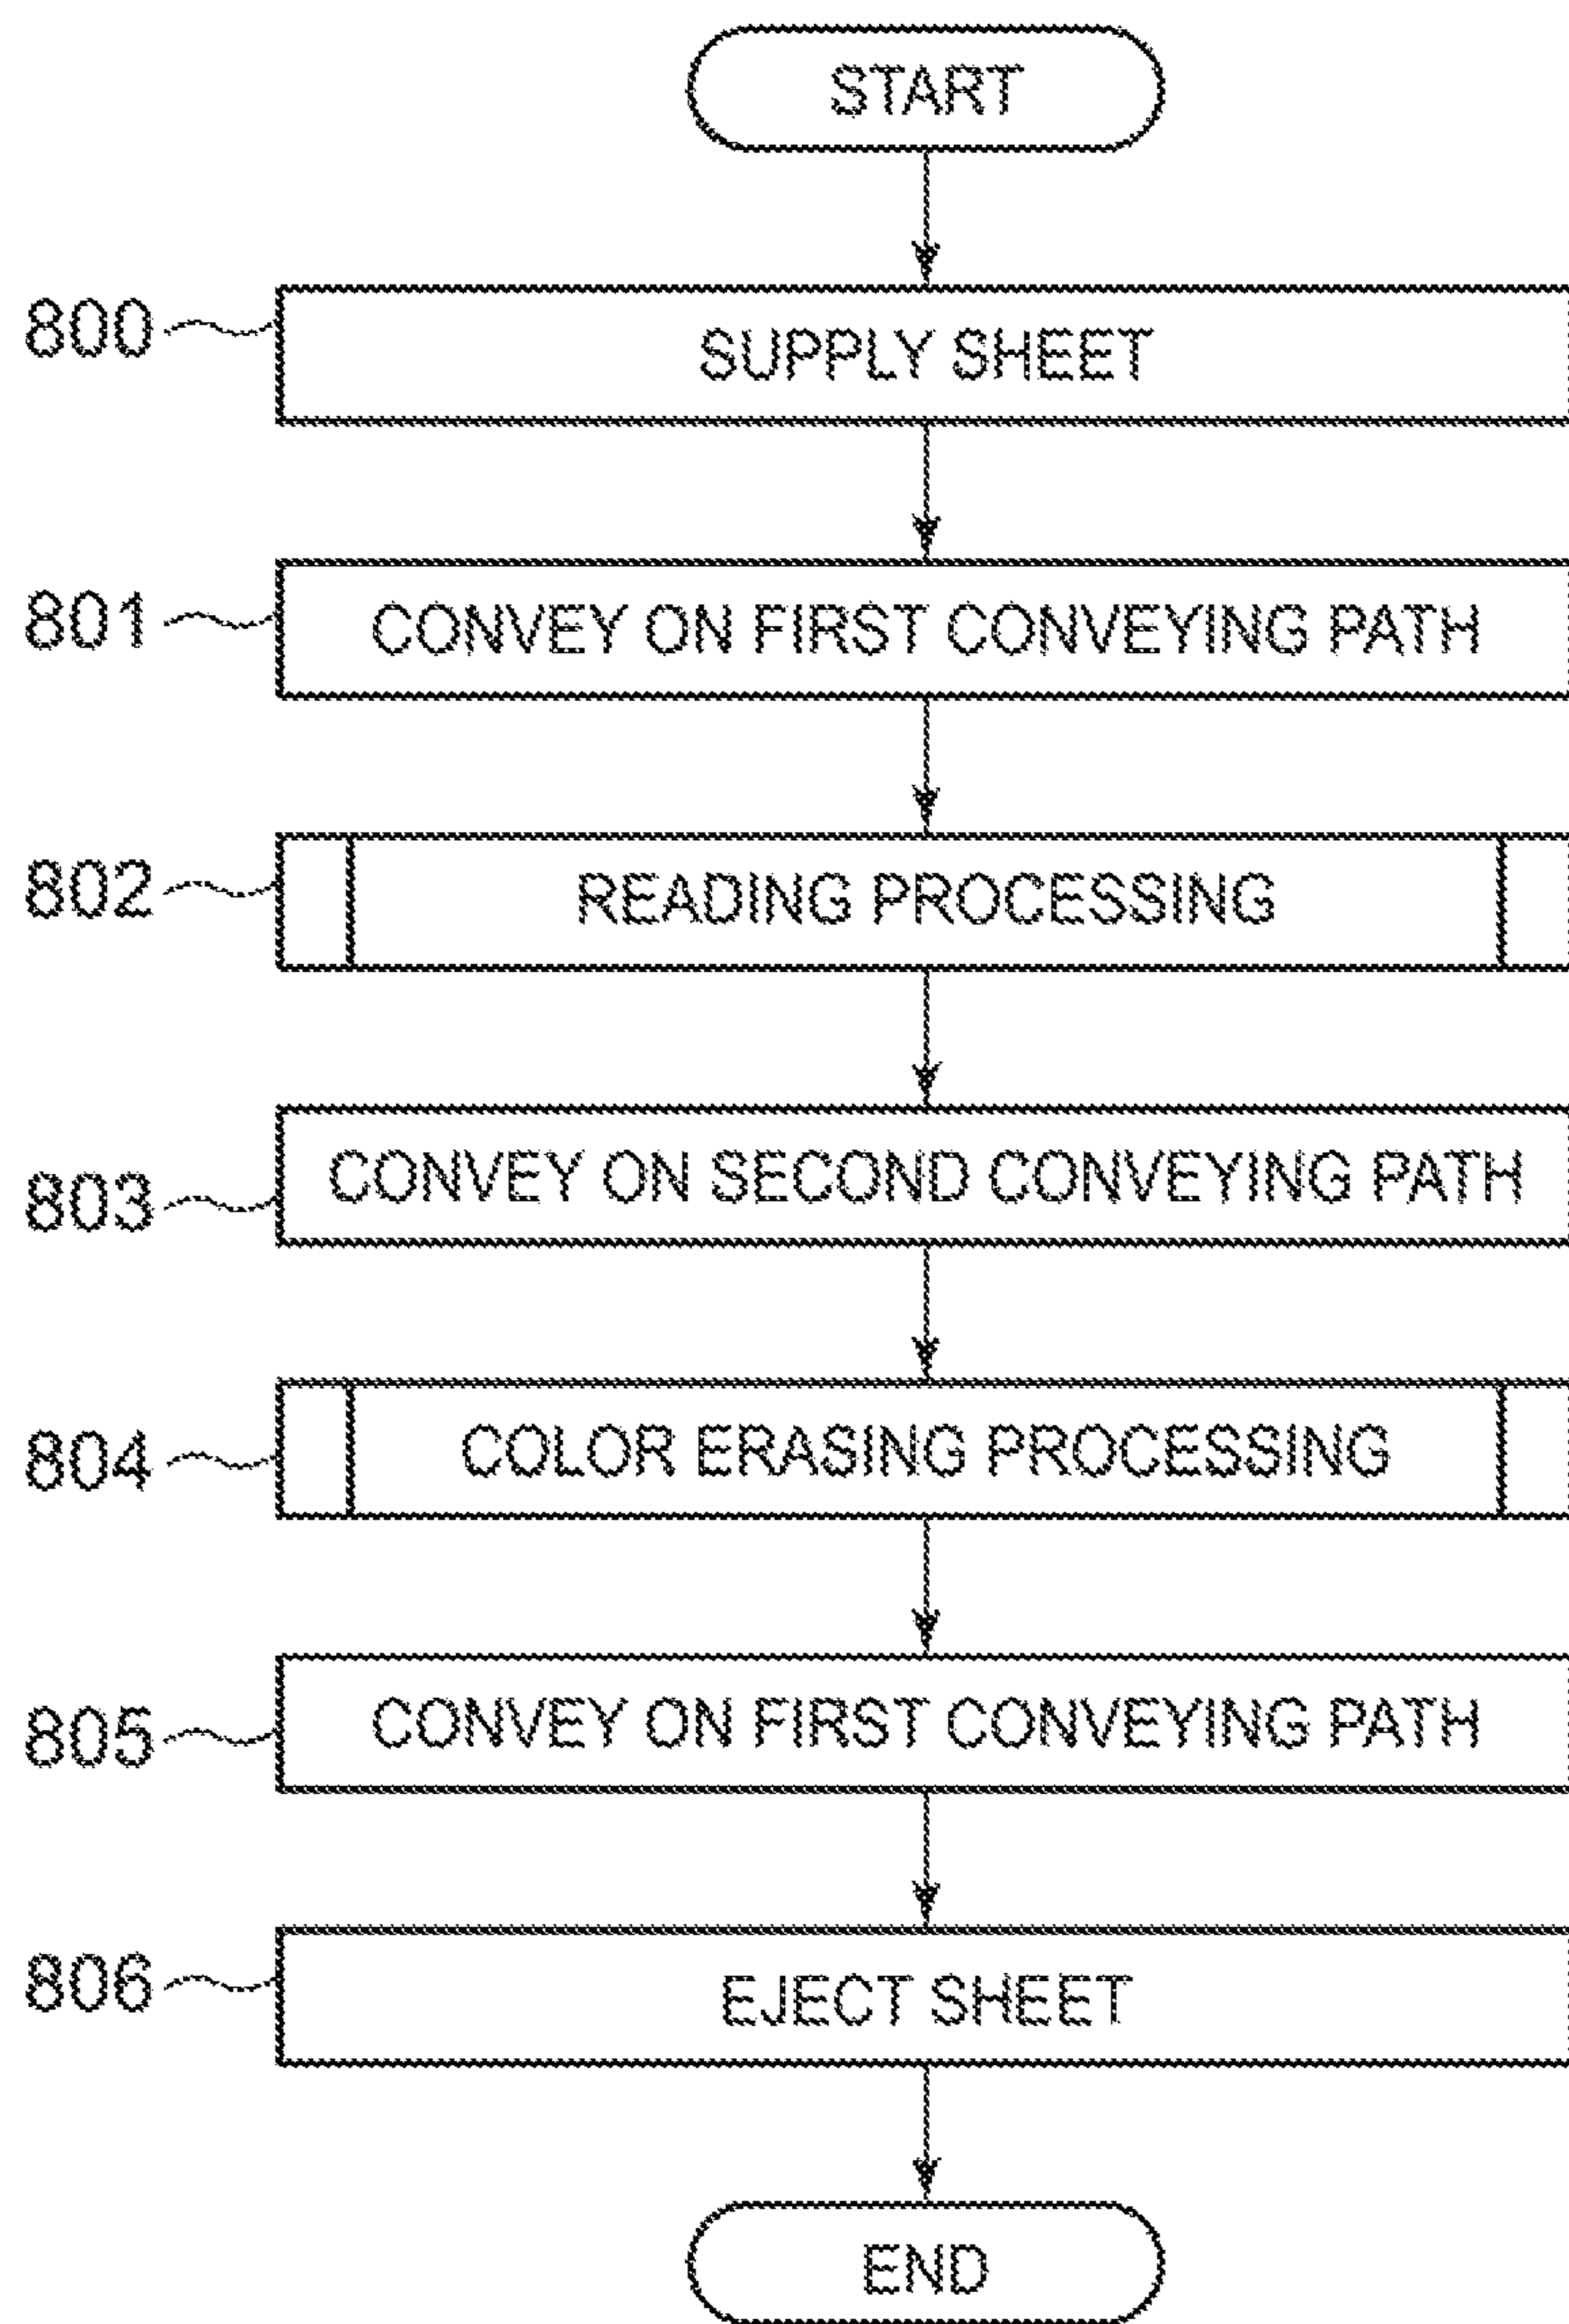 START
800 SUPPLY SHEET
801 CONVEY ON FIRST CONVEYING PATH
802 READING PROCESSING
803 CONVEY ON SECOND CONVEYING PATH
804 COLOR ERASING PROCESSING
805 CONVEY ON FIRST CONVEYING PATH
806 EJECT SHEET
END